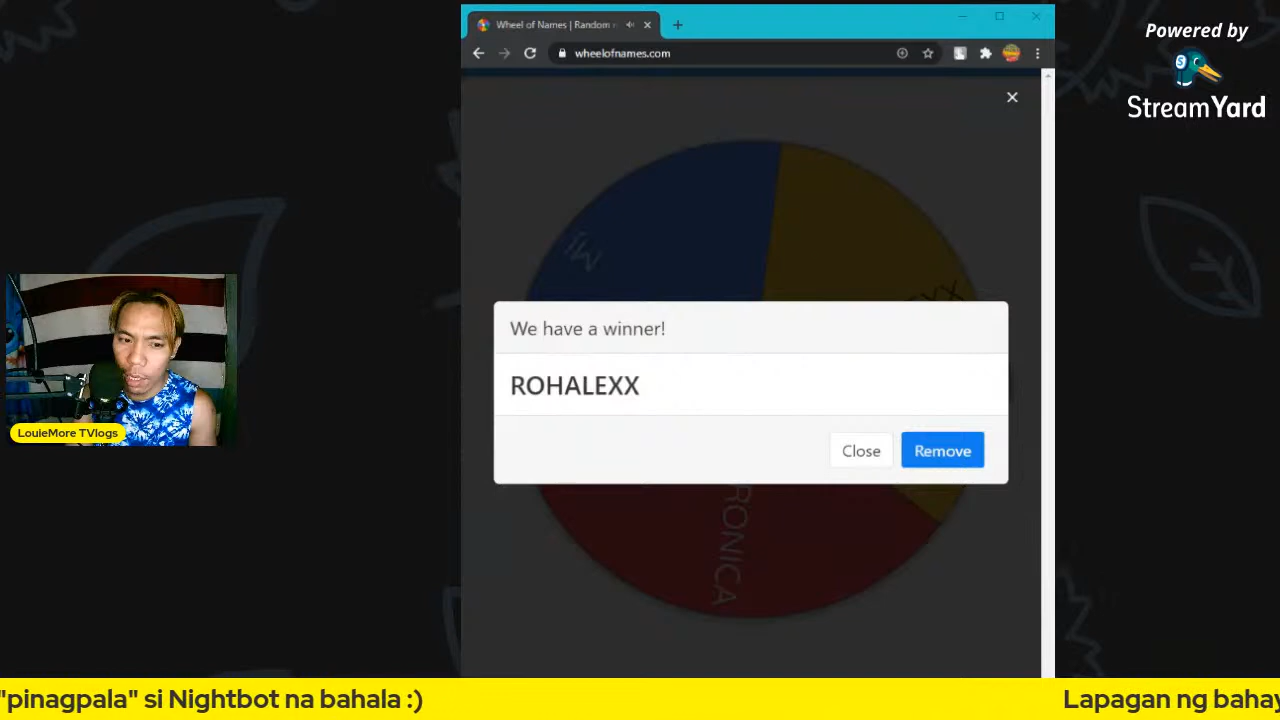 Wheel of Names | Random
wheelofnames.com
Powered by
StreamYard
We have a winner!
ROHALEXX
Close
Remove
RONICA
LouieMore TVlogs
"pinagpala" si Nightbot na bahala :)
Lapagan ng bahay